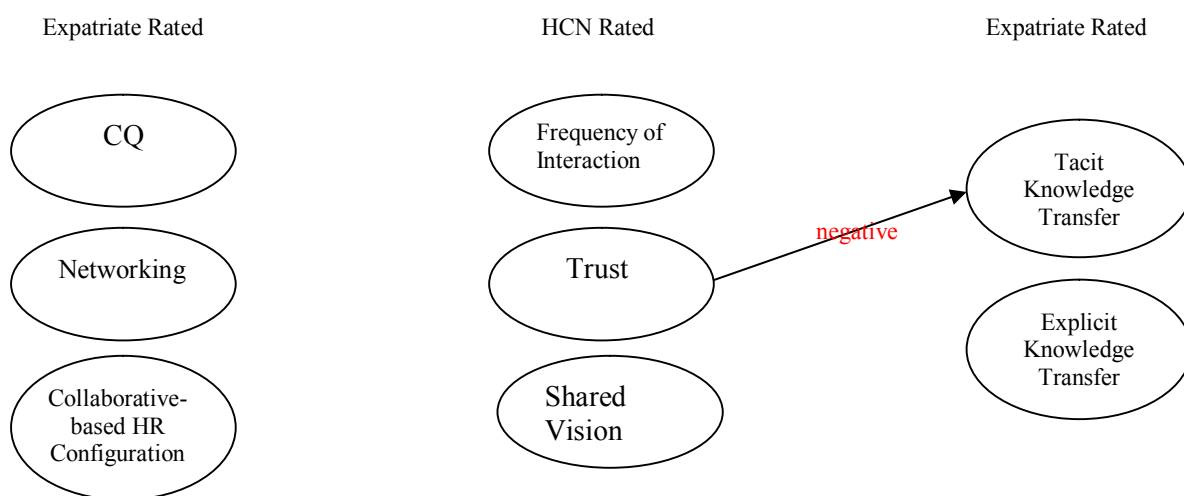 Expatriate Rated
HCN Rated
Expatriate Rated
CQ
Networking
Collaborative-
based HR
Configuration
Frequency of
Interaction
Trust
Shared
Vision
negative
Tacit
Knowledge
Transfer
Explicit
Knowledge
Transfer